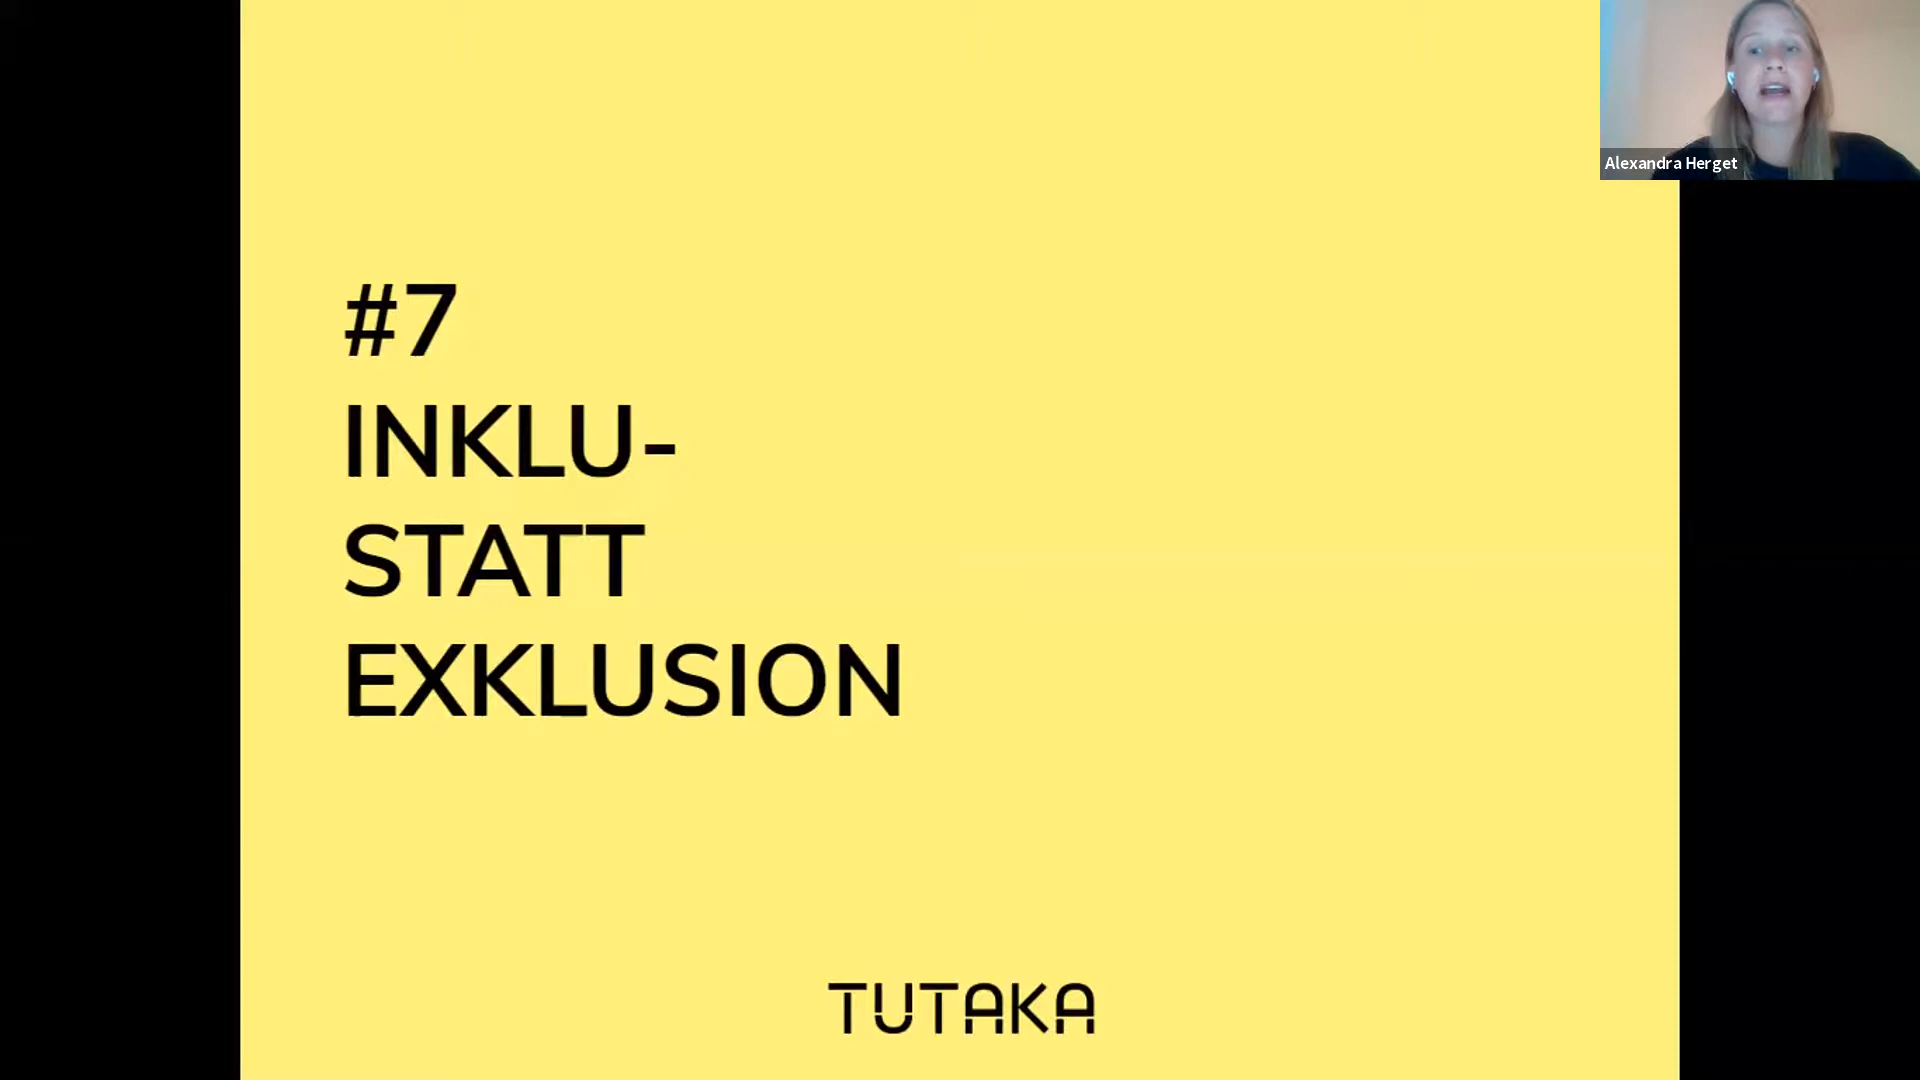 Alexandra Herget
#7
INKLU-
STATT
EXKLUSION
TUTAKA